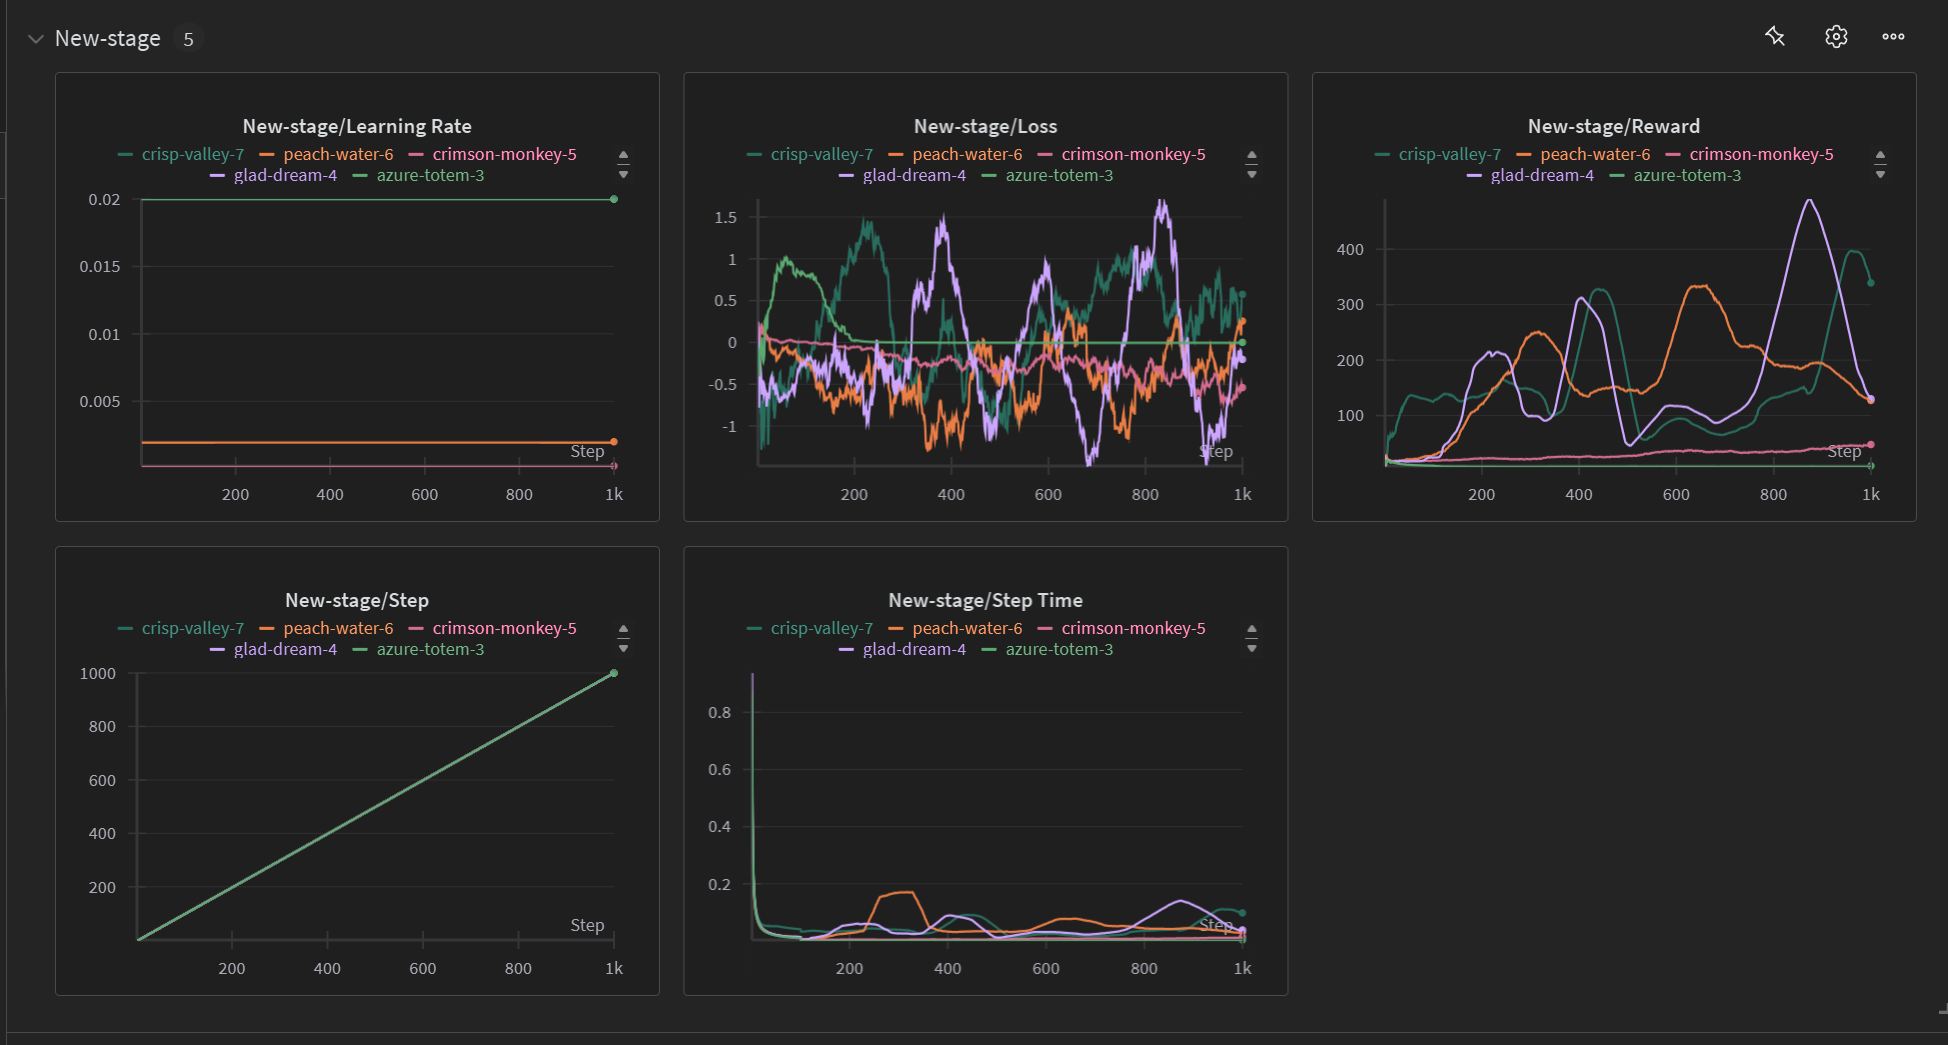 New-stage 5
New-stage/Learning Rate
crisp-valley-7 peach-water-6 crimson-monkey-5
glad-dream-4 azure-totem-3
0.02
0.015
0.01
0.005
Step
200 400 600 800 1k
New-stage/Loss
crisp-valley-7 peach-water-6 crimson-monkey-5
glad-dream-4 azure-totem-3
1.5
1
0.5
0
-0.5
-1
Step
200 400 600 800 1k
New-stage/Reward
crisp-valley-7 peach-water-6 crimson-monkey-5
glad-dream-4 azure-totem-3
400
300
200
100
Step
200 400 600 800 1k
New-stage/Step
crisp-valley-7 peach-water-6 crimson-monkey-5
glad-dream-4 azure-totem-3
1000
800
600
400
200
Step
200 400 600 800 1k
New-stage/Step Time
crisp-valley-7 peach-water-6 crimson-monkey-5
glad-dream-4 azure-totem-3
0.8
0.6
0.4
0.2
Step
200 400 600 800 1k